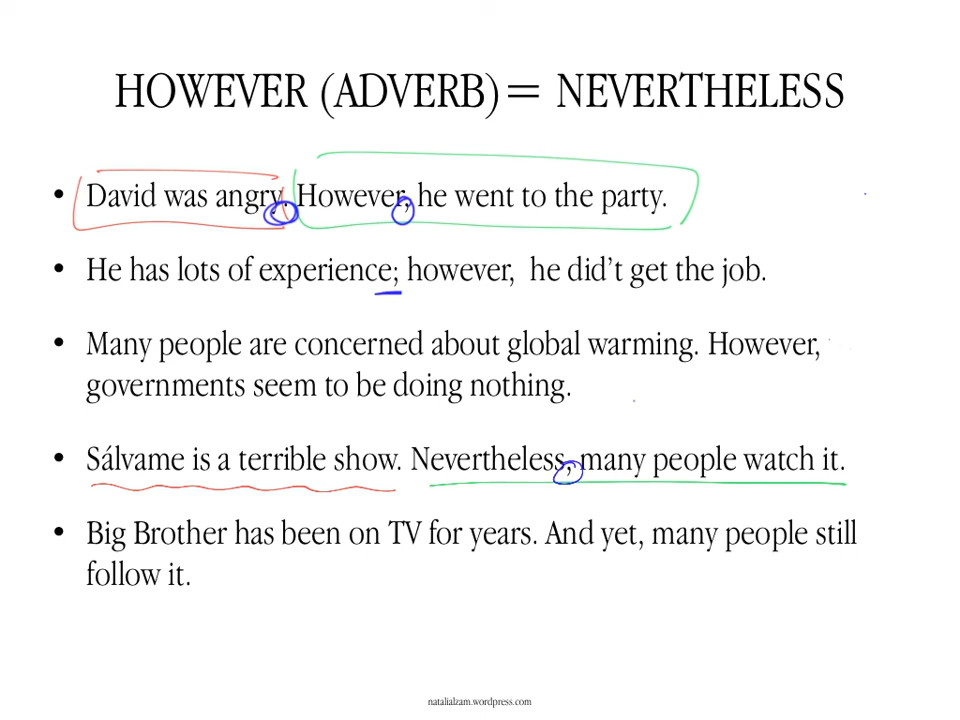 HOWEVER (ADVERB) = NEVERTHELESS
• David was angry. However, he went to the party.
• He has lots of experience; however,  he did’t get the job.
• Many people are concerned about global warming. However,
governments seem to be doing nothing.
• Sálvame is a terrible show. Nevertheless, many people watch it.
• Big Brother has been on TV for years. And yet, many people still
follow it.
natalialzam.wordpress.com